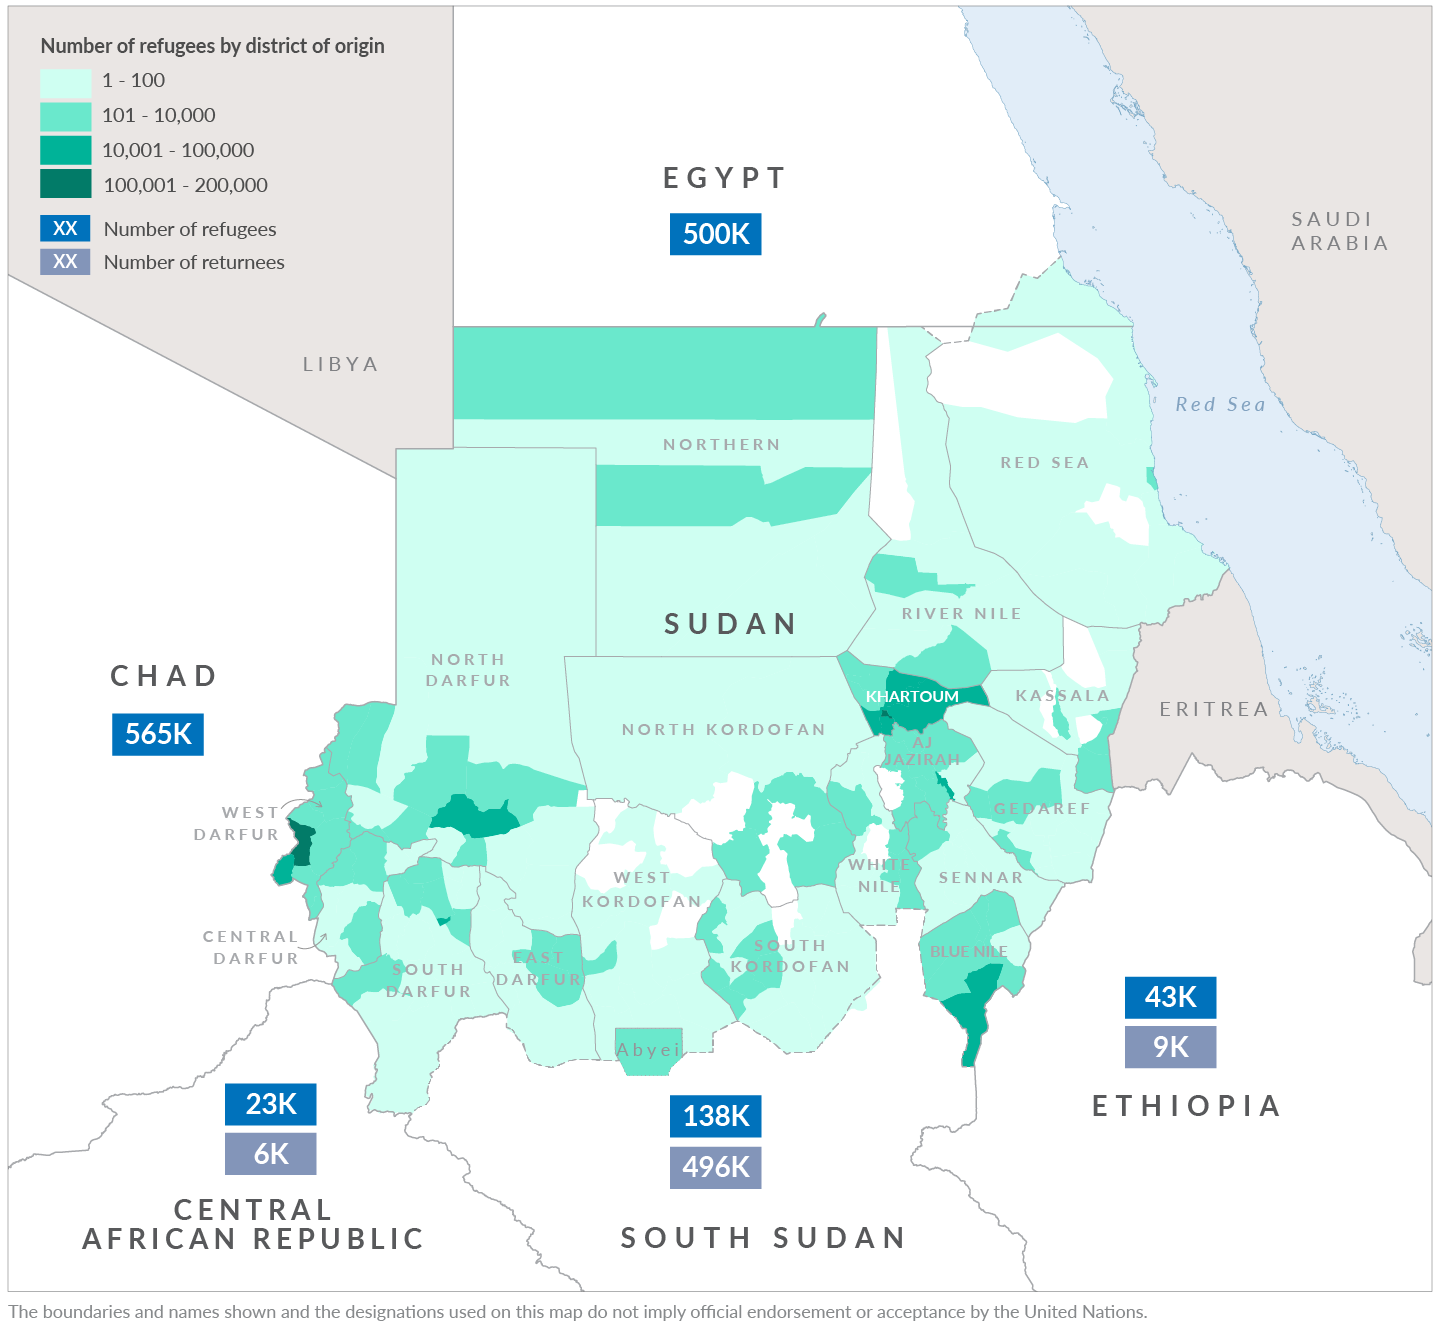 Number of refugees by district of origin
1 - 100
101 - 10,000
10,001 - 100,000
100,001 - 200,000
XX Number of refugees
XX Number of returnees
EGYPT
500K
SAUDI
ARABIA
LIBYA
Red Sea
NORTHERN
RED SEA
SUDAN
RIVER NILE
CHAD
565K
NORTH
DARFUR
KHARTOUM
KASSALA
ERITREA
NORTH KORDOFAN
AJ
JAZIRAH
WEST
DARFUR
GEDAREF
WEST
KORDOFAN
WHITE
NILE
SENNAR
CENTRAL
DARFUR
SOUTH
DARFUR
EAST
DARFUR
SOUTH
KORDOFAN
BLUE NILE
Abyei
43K
9K
ETHIOPIA
23K
6K
CENTRAL
AFRICAN REPUBLIC
138K
496K
SOUTH SUDAN
The boundaries and names shown and the designations used on this map do not imply official endorsement or acceptance by the United Nations.